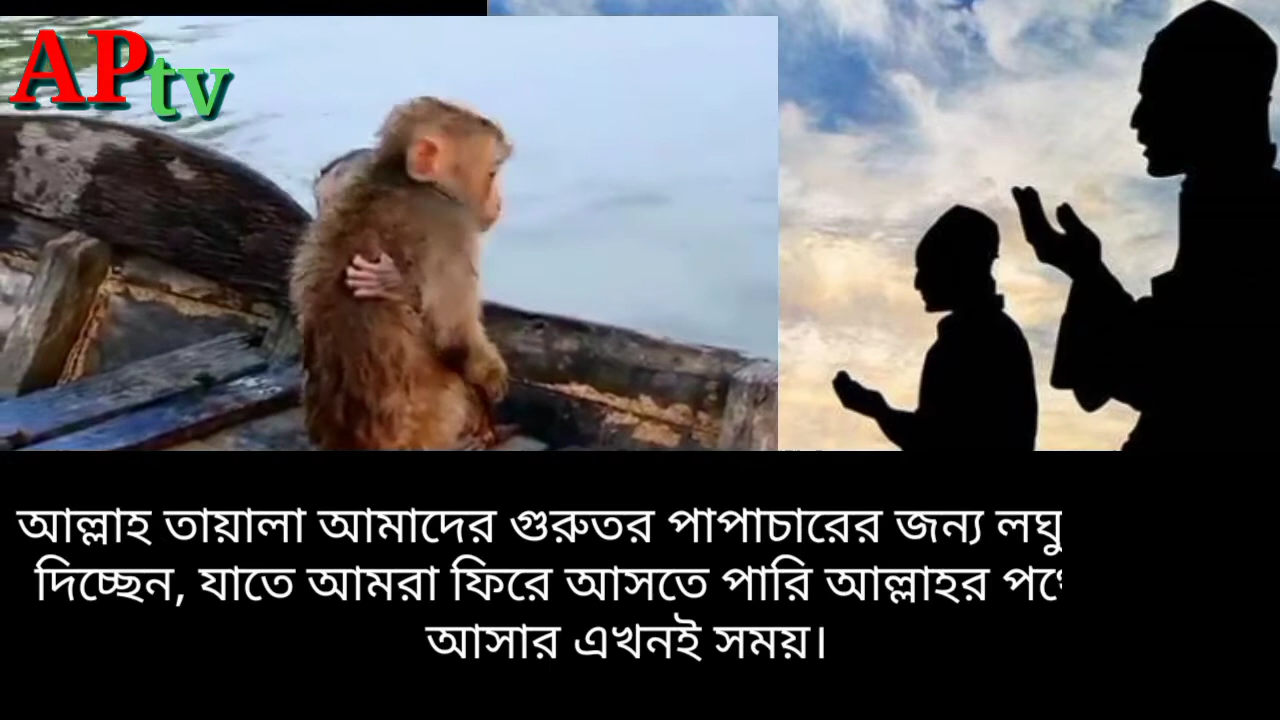 APtv
আল্লাহ তায়ালা আমাদের গুরুতর পাপাচারের জন্য লঘু
দিচ্ছেন, যাতে আমরা ফিরে আসতে পারি আল্লাহর
আসার এখনই সময়।